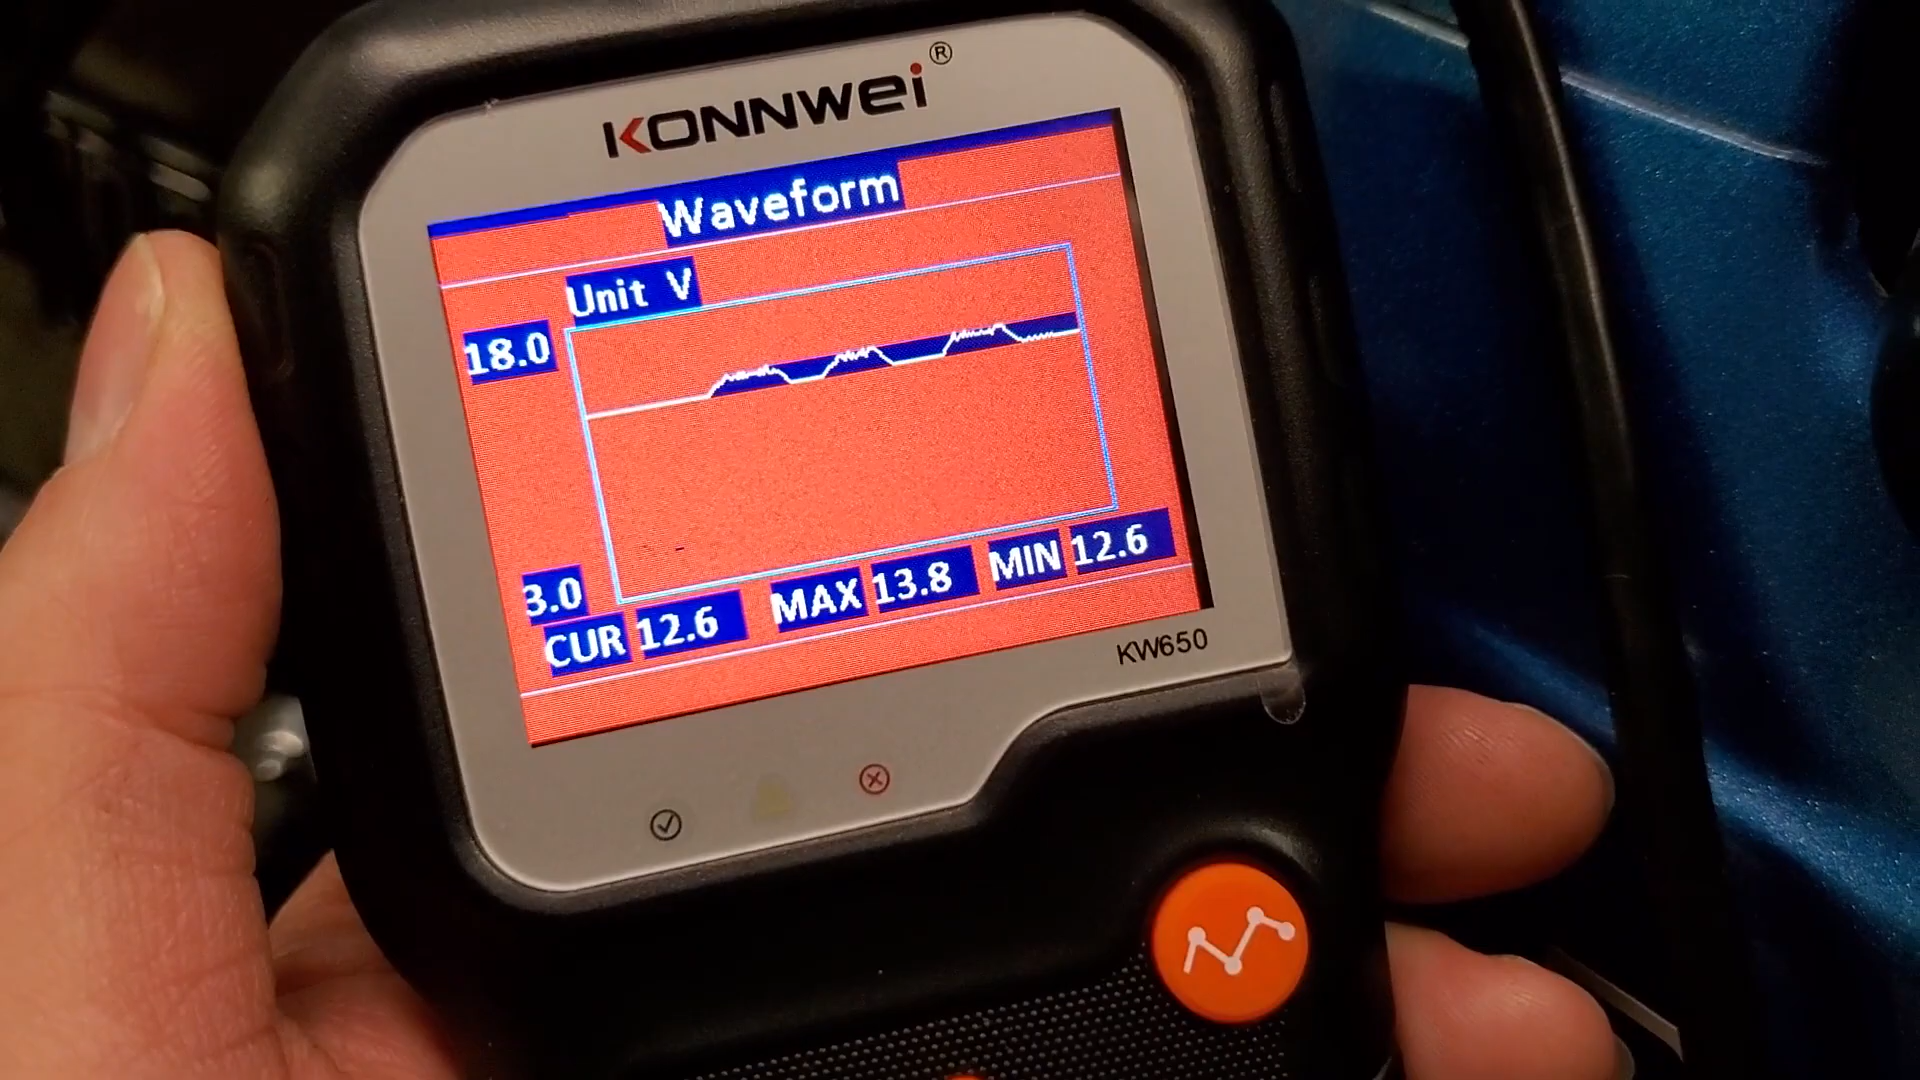 KONNWEI®
Waveform
Unit V
18.0
3.0
CUR 12.6 MAX 13.8 MIN 12.6
KW650